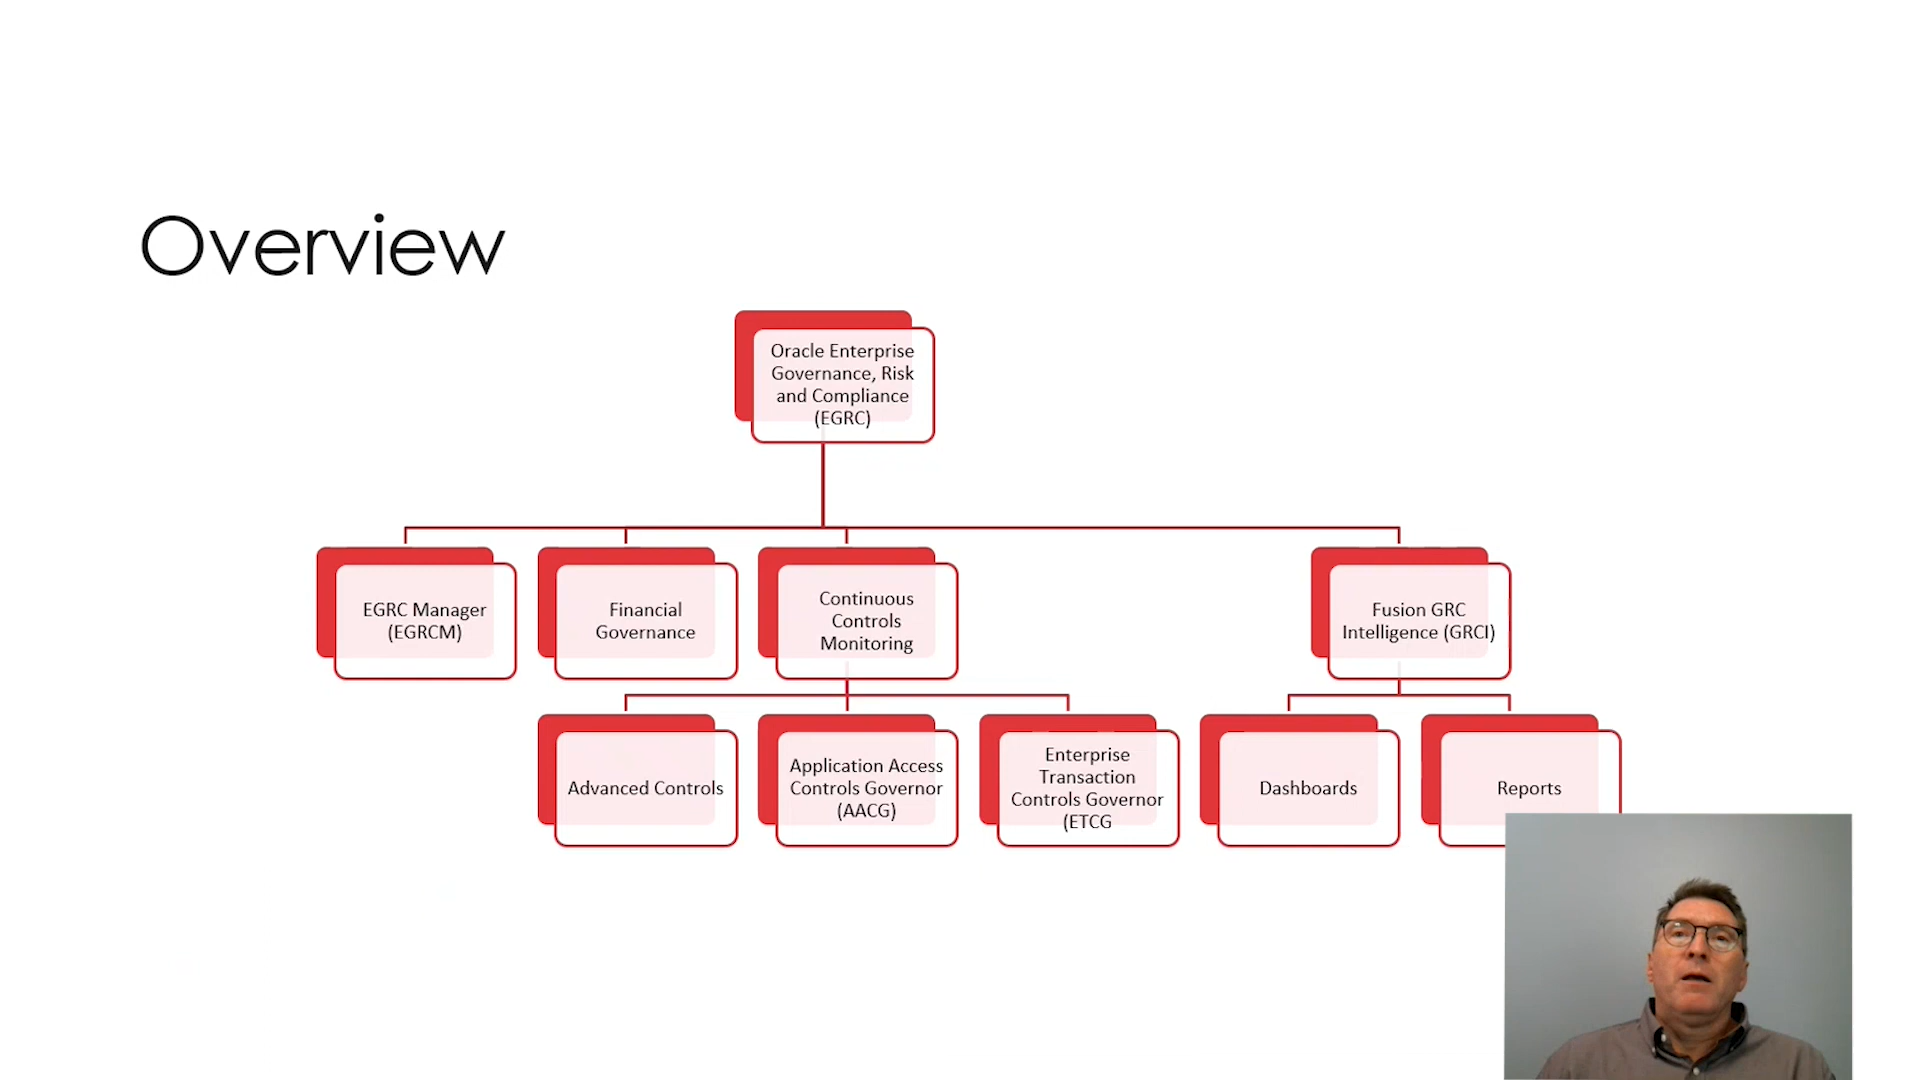 Overview
Oracle Enterprise
Governance, Risk
and Compliance
(EGRC)
EGRC Manager
(EGRCM)
Financial
Governance
Continuous
Controls
Monitoring
Fusion GRC
Intelligence (GRCI)
Advanced Controls
Application Access
Controls Governor
(AACG)
Enterprise
Transaction
Controls Governor
(ETCG
Dashboards
Reports